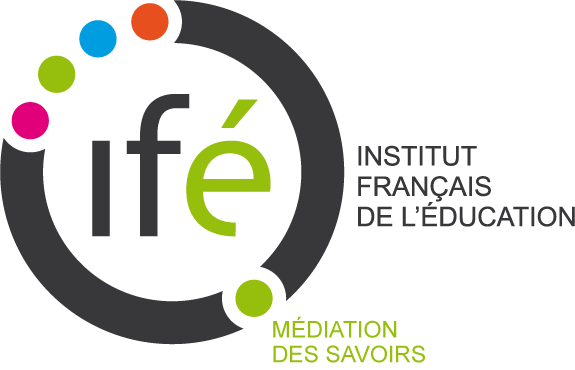 ifé
INSTITUT
FRANÇAIS
DE L'ÉDUCATION
MÉDIATION
DES SAVOIRS